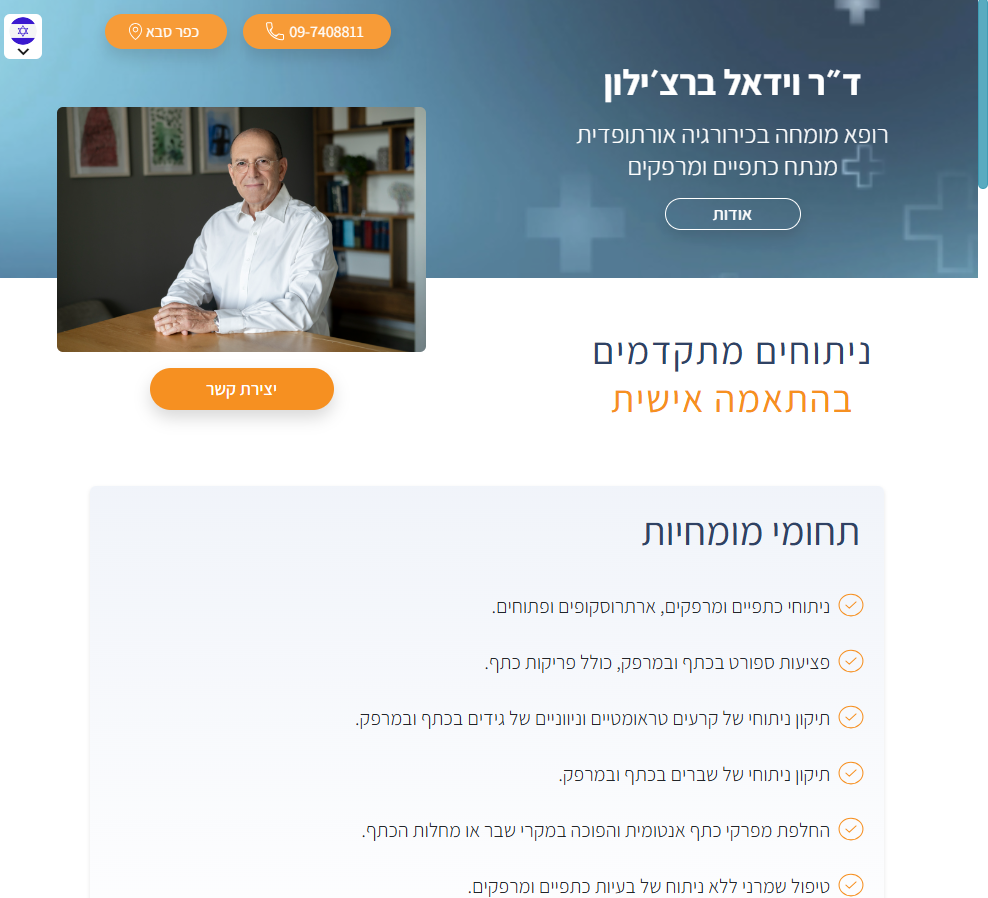 09-7408811
כפר סבא
ד״ר וידאל ברצ׳ילון
רופא מומחה בכירורגיה אורתופדית
מנתח כתפיים ומרפקים
אודות
יצירת קשר
ניתוחים מתקדמים
בהתאמה אישית
תחומי מומחיות
ניתוחי כתפיים ומרפקים, ארתרוסקופים ופתוחים.
פציעות ספורט בכתף ובמרפק, כולל פריקות כתף.
תיקון ניתוחי של קרעים טראומטיים וניווניים של גידים בכתף ובמרפק.
תיקון ניתוחי של שברים בכתף ובמרפק.
החלפת מפרקי כתף אנטומית והפוכה במקרי שבר או מחלות הכתף.
טיפול שמרני ללא ניתוח של בעיות כתפיים ומרפקים.